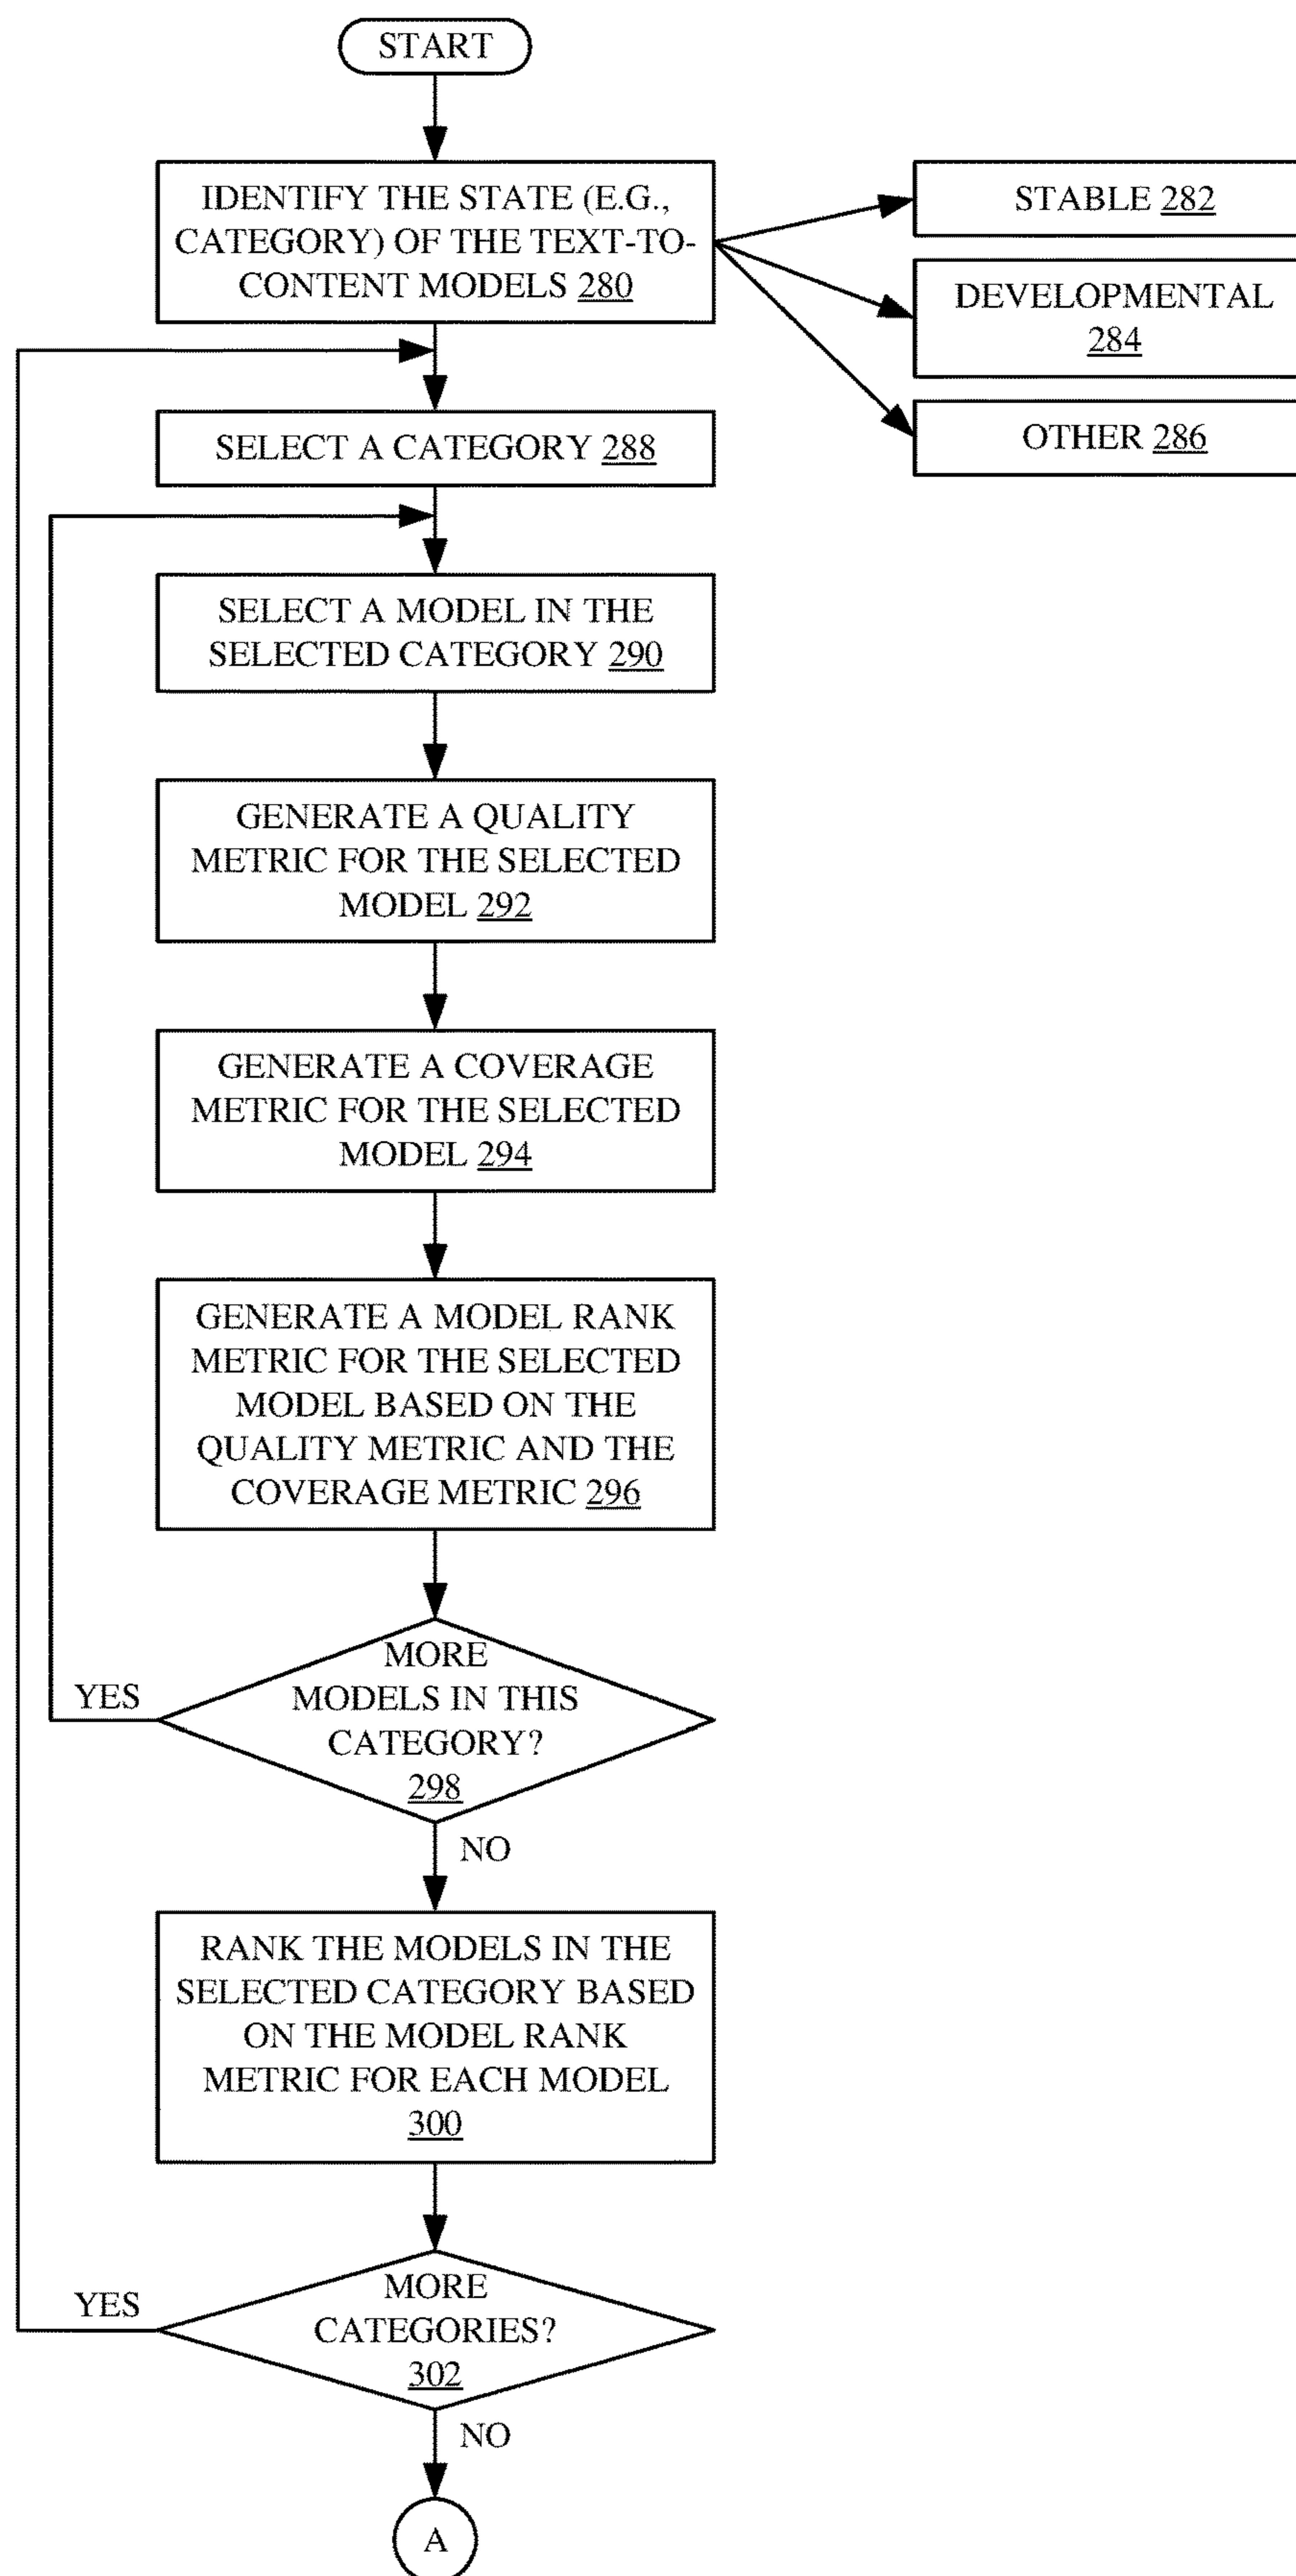 START
IDENTIFY THE STATE (E.G.,
CATEGORY) OF THE TEXT-TO-
CONTENT MODELS 280
STABLE 282
DEVELOPMENTAL
284
OTHER 286
SELECT A CATEGORY 288
SELECT A MODEL IN THE
SELECTED CATEGORY 290
GENERATE A QUALITY
METRIC FOR THE SELECTED
MODEL 292
GENERATE A COVERAGE
METRIC FOR THE SELECTED
MODEL 294
GENERATE A MODEL RANK
METRIC FOR THE SELECTED
MODEL BASED ON THE
QUALITY METRIC AND THE
COVERAGE METRIC 296
MORE
MODELS IN THIS
CATEGORY?
298
YES
NO
RANK THE MODELS IN THE
SELECTED CATEGORY BASED
ON THE MODEL RANK
METRIC FOR EACH MODEL
300
MORE
CATEGORIES?
302
YES
NO
A